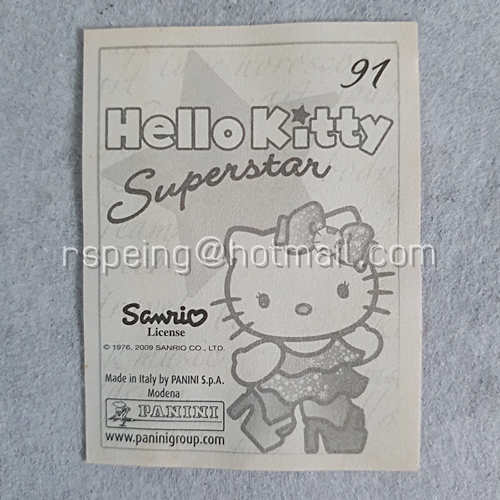 91
Hello Kitty
Superstar
rspeing@hotmail.com
Sanrio
License
© 1976, 2009 SANRIO CO., LTD.
Made in Italy by PANINI S.p.A.
Modena
PANINI
www.paninigroup.com